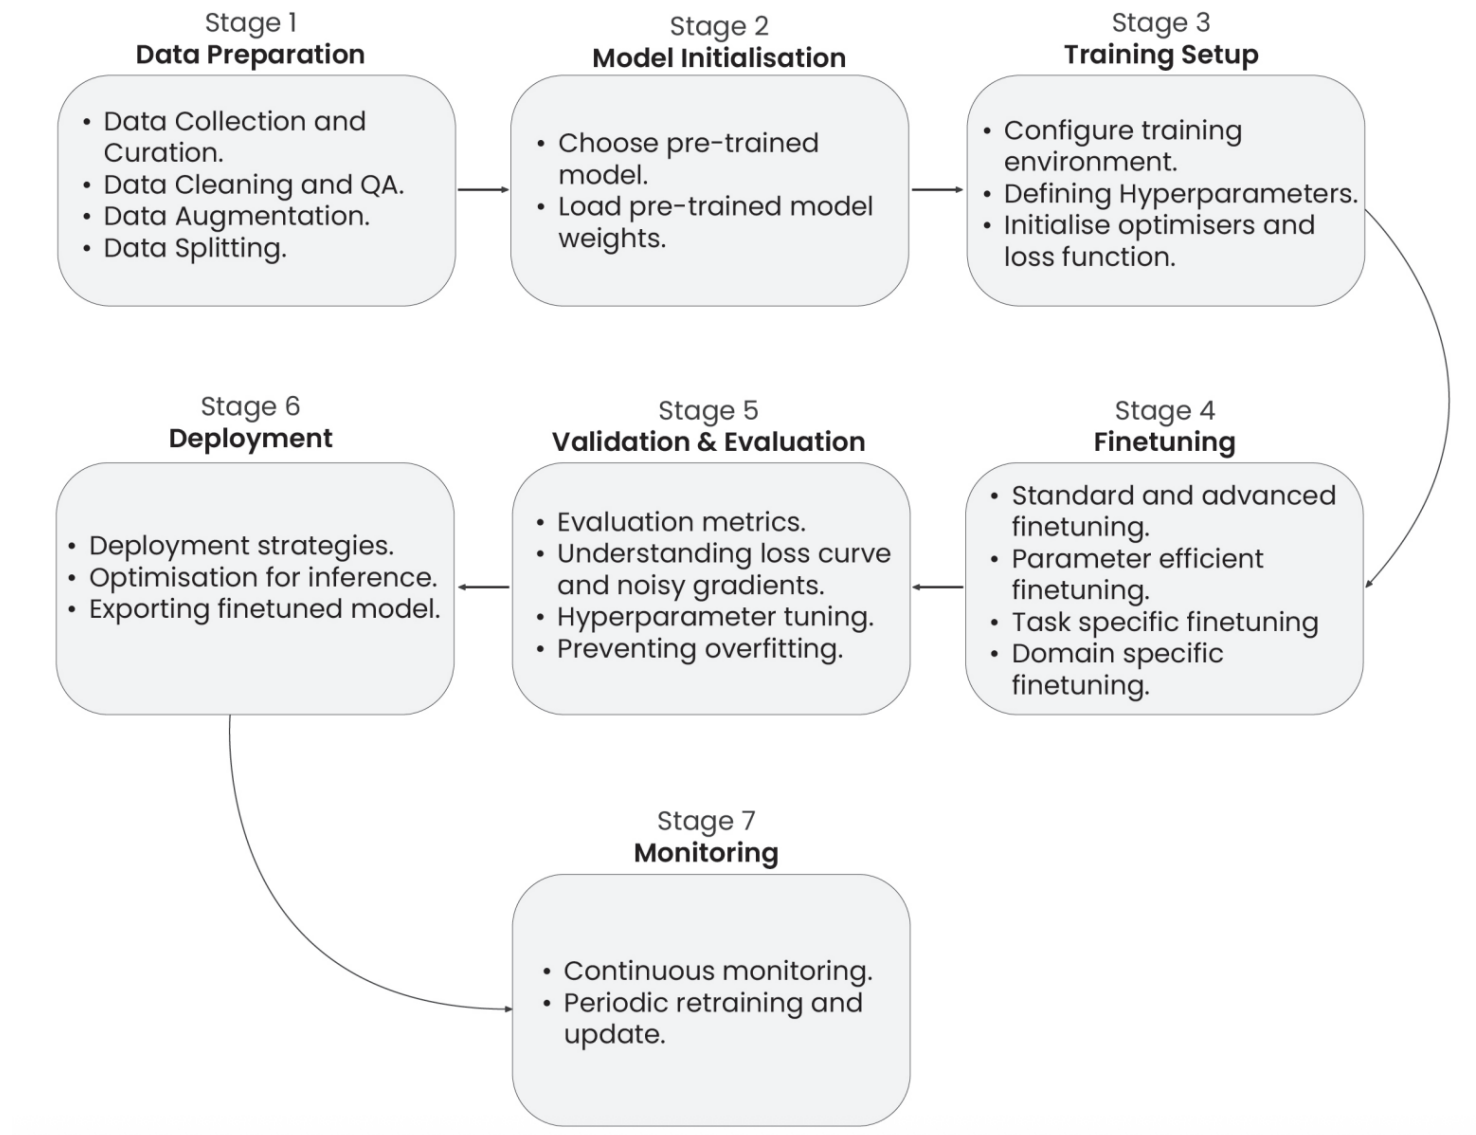 Stage 1
Data Preparation
• Data Collection and
Curation.
• Data Cleaning and QA.
• Data Augmentation.
• Data Splitting.
Stage 2
Model Initialisation
• Choose pre-trained
model.
• Load pre-trained model
weights.
Stage 3
Training Setup
• Configure training
environment.
• Defining Hyperparameters.
• Initialise optimisers and
loss function.
Stage 4
Finetuning
• Standard and advanced
finetuning.
• Parameter efficient
finetuning.
• Task specific finetuning
• Domain specific
finetuning.
Stage 5
Validation & Evaluation
• Evaluation metrics.
• Understanding loss curve
and noisy gradients.
• Hyperparameter tuning.
• Preventing overfitting.
Stage 6
Deployment
• Deployment strategies.
• Optimisation for inference.
• Exporting finetuned model.
Stage 7
Monitoring
• Continuous monitoring.
• Periodic retraining and
update.